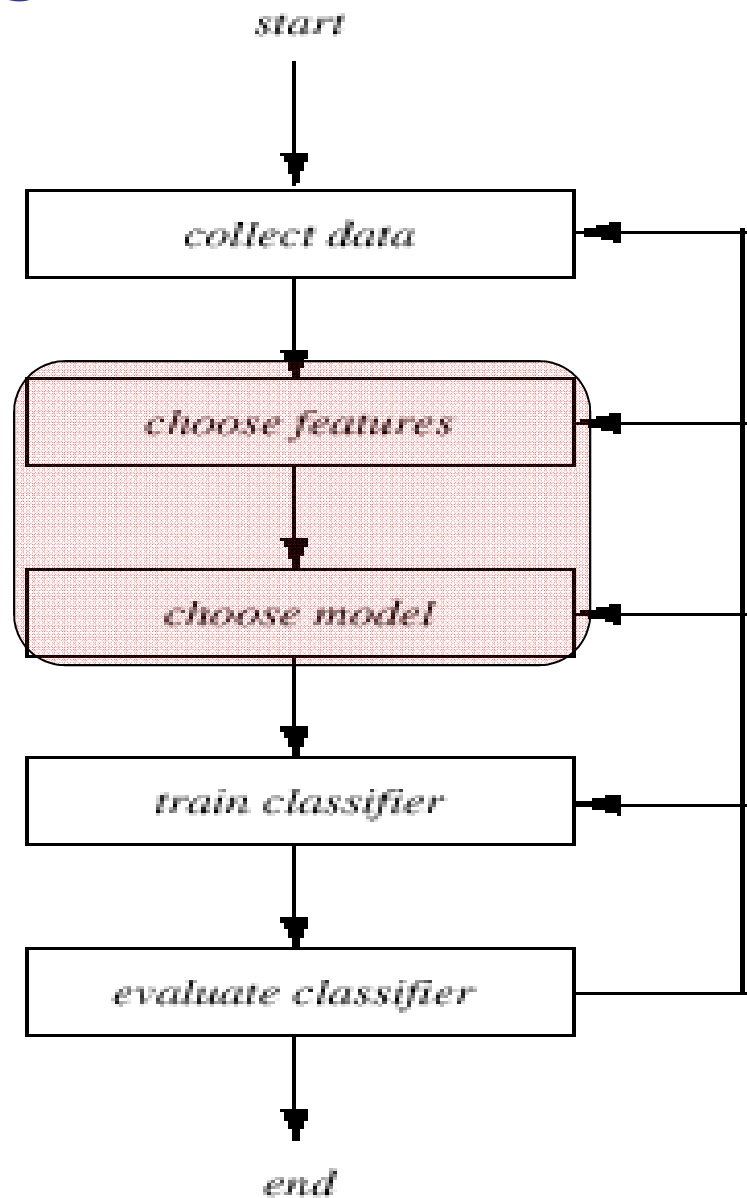 start
collect data
choose features
choose model
train classifier
evaluate classifier
end